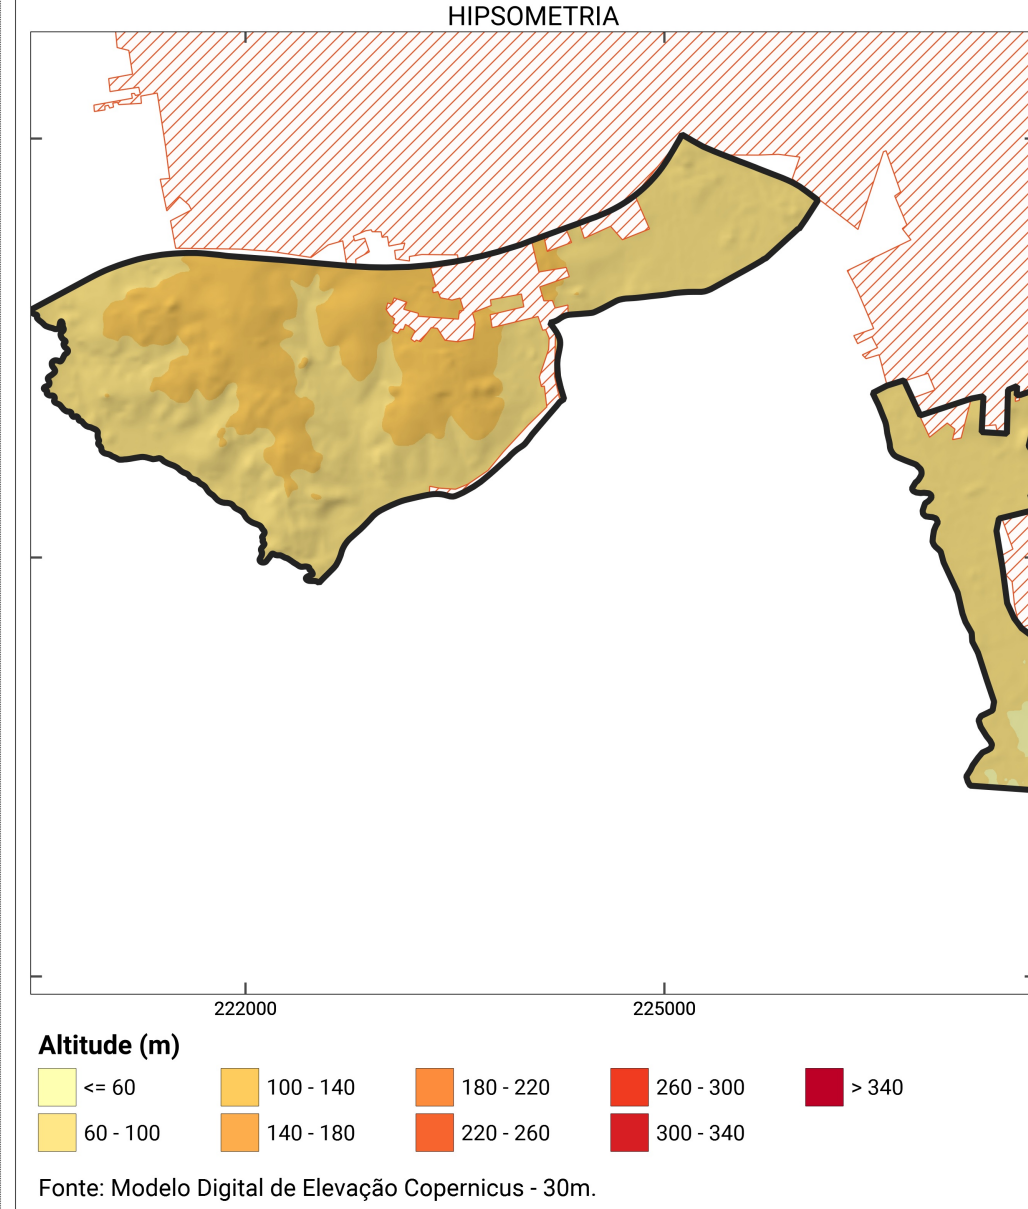 HIPSOMETRIA
222000 225000
Altitude (m)
<= 60 100 - 140 180 - 220 260 - 300 > 340
60 - 100 140 - 180 220 - 260 300 - 340
Fonte: Modelo Digital de Elevação Copernicus - 30m.